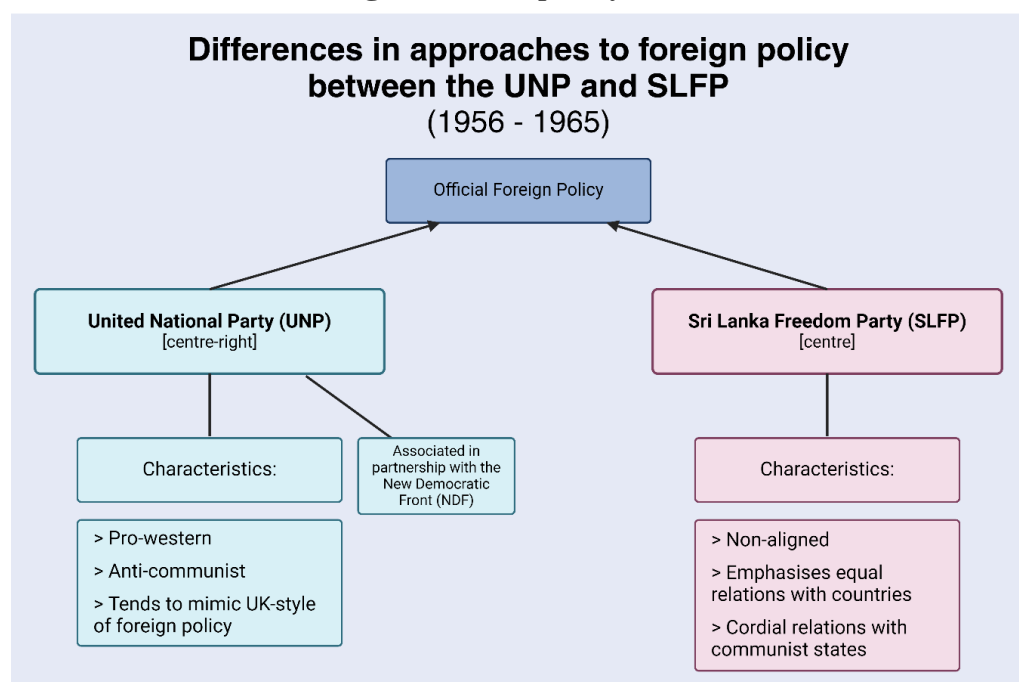 Differences in approaches to foreign policy
between the UNP and SLFP
(1956 - 1965)
Official Foreign Policy
United National Party (UNP)
[centre-right]
Sri Lanka Freedom Party (SLFP)
[centre]
Characteristics:
Associated in
partnership with the
New Democratic
Front (NDF)
Characteristics:
> Pro-western
> Anti-communist
> Tends to mimic UK-style
of foreign policy
> Non-aligned
> Emphasises equal
relations with countries
> Cordial relations with
communist states